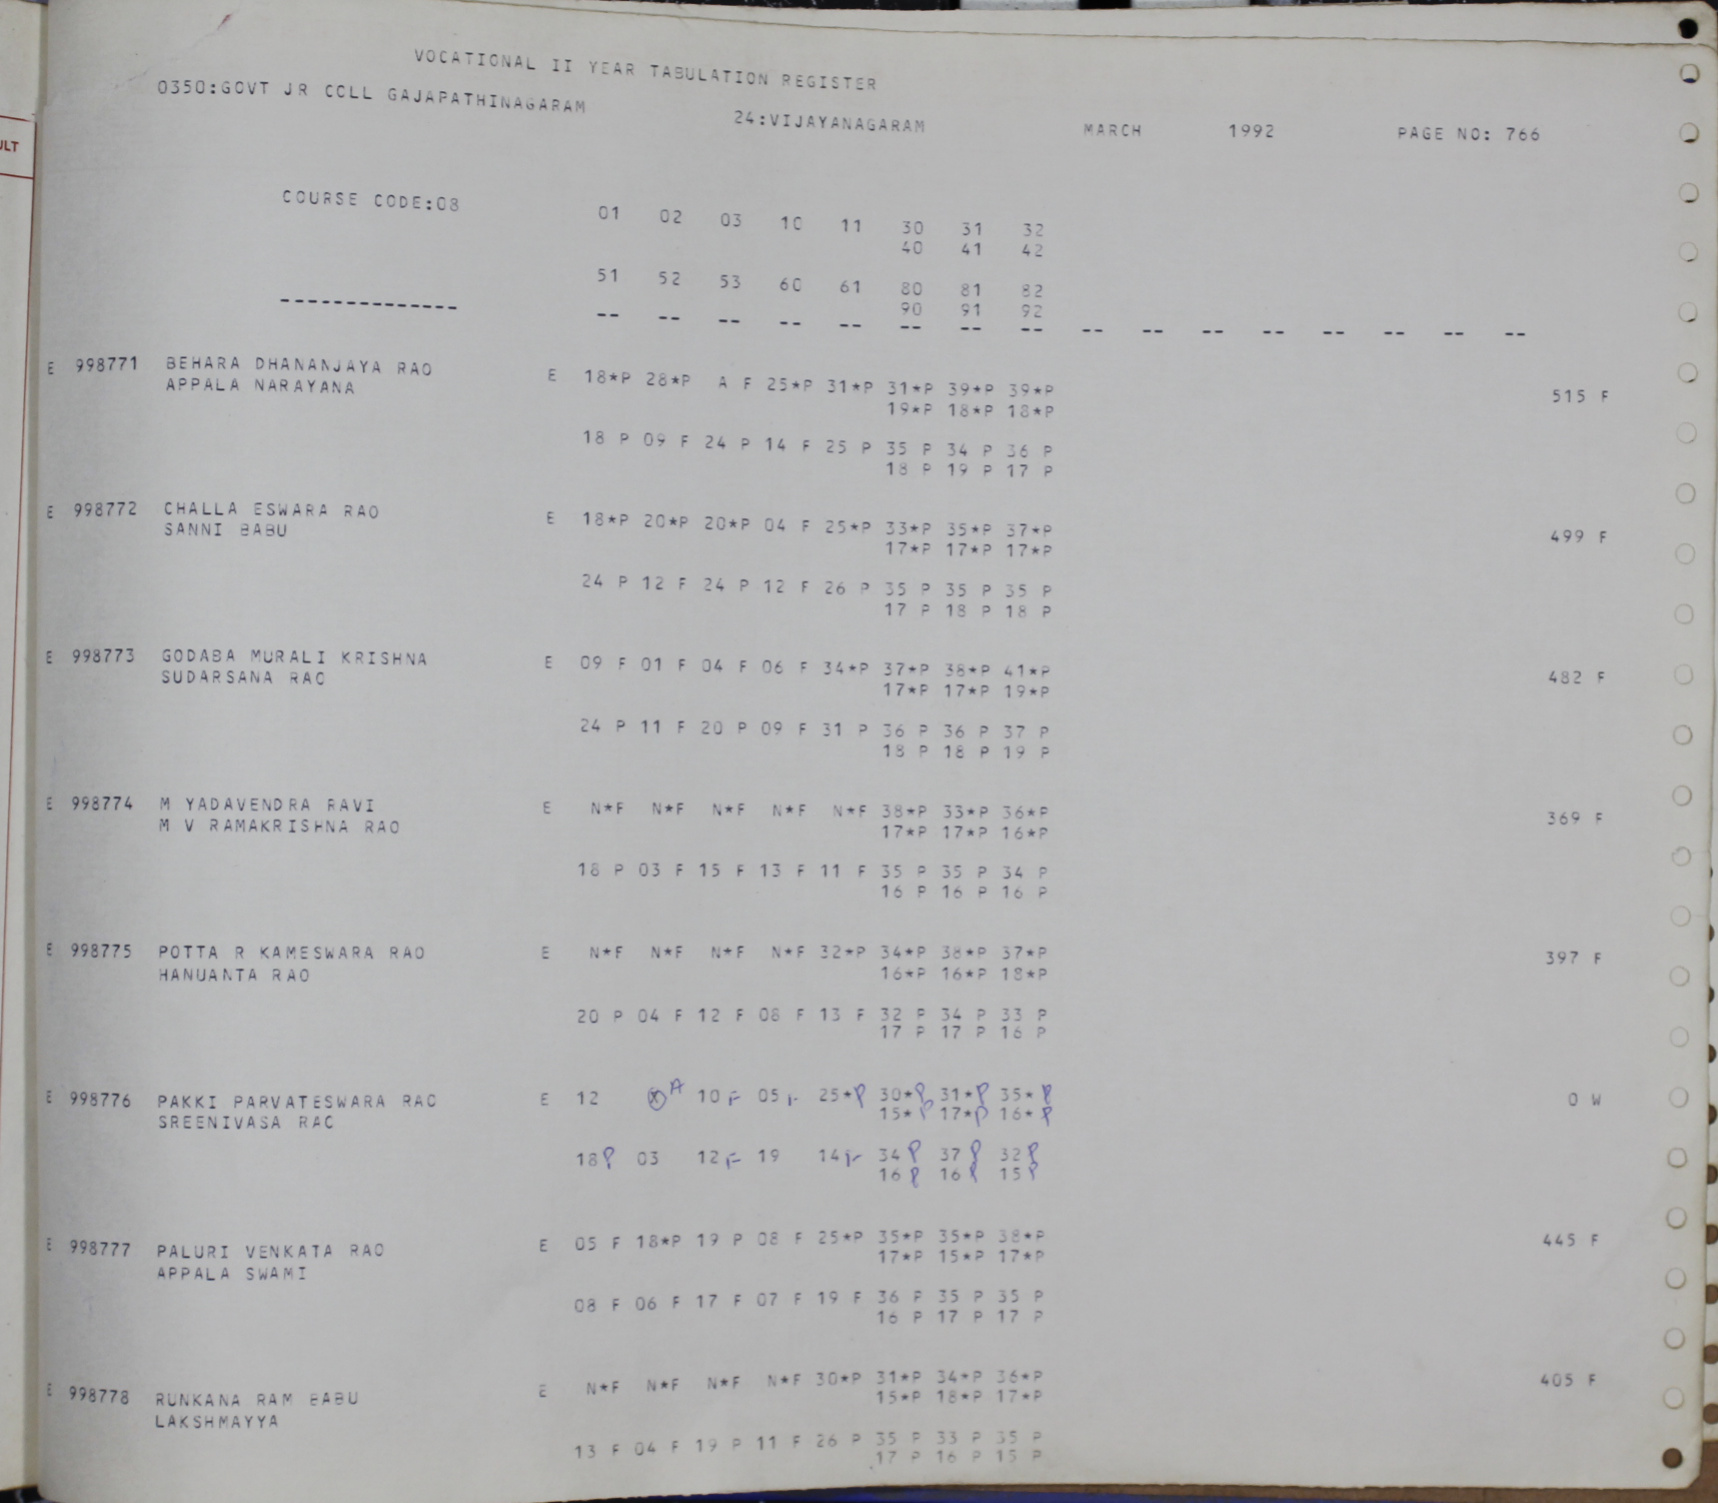 VOCATIONAL II YEAR TABULATION REGISTER
0350:GOVT JR COLL GAJAPATHINAGARAM 24:VIJAYANAGARAM MARCH 1992 PAGE NO: 766
ULT
COURSE CODE:08 01 02 03 10 11 30 31 32
40 41 42
51 52 53 60 61 80 81 82
90 91 92
-------------- -- -- -- -- -- -- -- -- -- -- -- -- -- -- -- --
E 998771 BEHARA DHANANJAYA RAO E 18*P 28*P A F 25*P 31*P 31*P 39*P 39*P 515 F
APPALA NARAYANA 19*P 18*P 18*P
18 P 09 F 24 P 14 F 25 P 35 P 34 P 36 P
18 P 19 P 17 P
E 998772 CHALLA ESWARA RAO E 18*P 20*P 20*P 04 F 25*P 33*P 35*P 37*P 499 F
SANNI BABU 17*P 17*P 17*P
24 P 12 F 24 P 12 F 26 P 35 P 35 P 35 P
17 P 18 P 18 P
E 998773 GODABA MURALI KRISHNA E 09 F 01 F 04 F 06 F 34*P 37*P 38*P 41*P 482 F
SUDARSANA RAO 17*P 17*P 19*P
24 P 11 F 20 P 09 F 31 P 36 P 36 P 37 P
18 P 18 P 19 P
E 998774 M YADAVENDRA RAVI E N*F N*F N*F N*F N*F 38*P 33*P 36*P 369 F
M V RAMAKRISHNA RAO 17*P 17*P 16*P
18 P 03 F 15 F 13 F 11 F 35 P 35 P 34 P
16 P 16 P 16 P
E 998775 POTTA R KAMESWARA RAO E N*F N*F N*F N*F 32*P 34*P 38*P 37*P 397 F
HANUANTA RAO 16*P 16*P 18*P
20 P 04 F 12 F 08 F 13 F 32 P 34 P 33 P
17 P 17 P 16 P
E 998776 PAKKI PARVATESWARA RAO E 12 X A 10 F 05 F 25*P 30*P 31*P 35*P 0 W
SREENIVASA RAO 15*P 17*P 16*P
18 P 03 12 F 19 14 F 34 P 37 P 32 P
16 P 16 P 15 P
E 998777 PALURI VENKATA RAO E 05 F 18*P 19 P 08 F 25*P 35*P 35*P 38*P 445 F
APPALA SWAMI 17*P 15*P 17*P
08 F 06 F 17 F 07 F 19 F 36 P 35 P 35 P
16 P 17 P 17 P
E 998778 RUNKANA RAM BABU E N*F N*F N*F N*F 30*P 31*P 34*P 36*P 405 F
LAKSHMAYYA 15*P 18*P 17*P
13 F 04 F 19 P 11 F 26 P 35 P 33 P 35 P
17 P 16 P 15 P